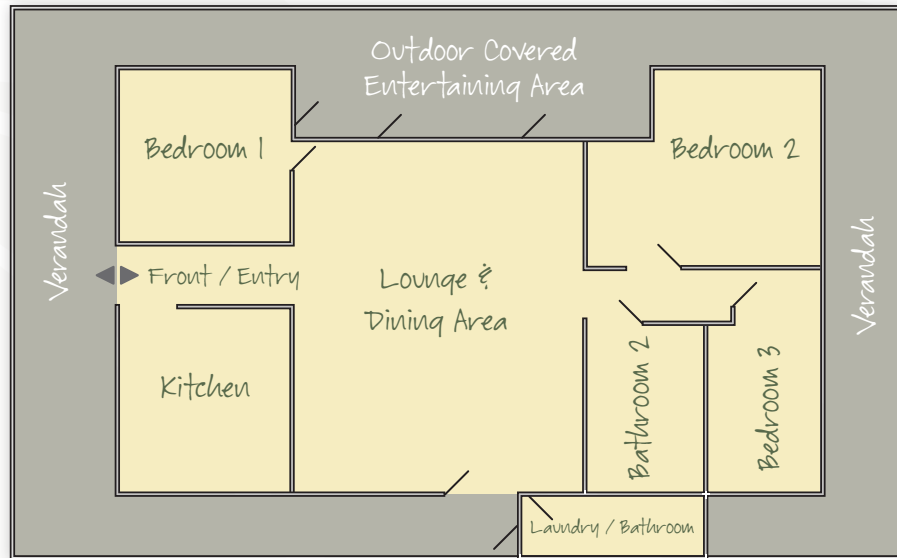 Outdoor Covered
Entertaining Area
Bedroom 1
Bedroom 2
Verandah
Front / Entry
Lounge &
Dining Area
Verandah
Kitchen
Bathroom 2
Bedroom 3
Laundry / Bathroom